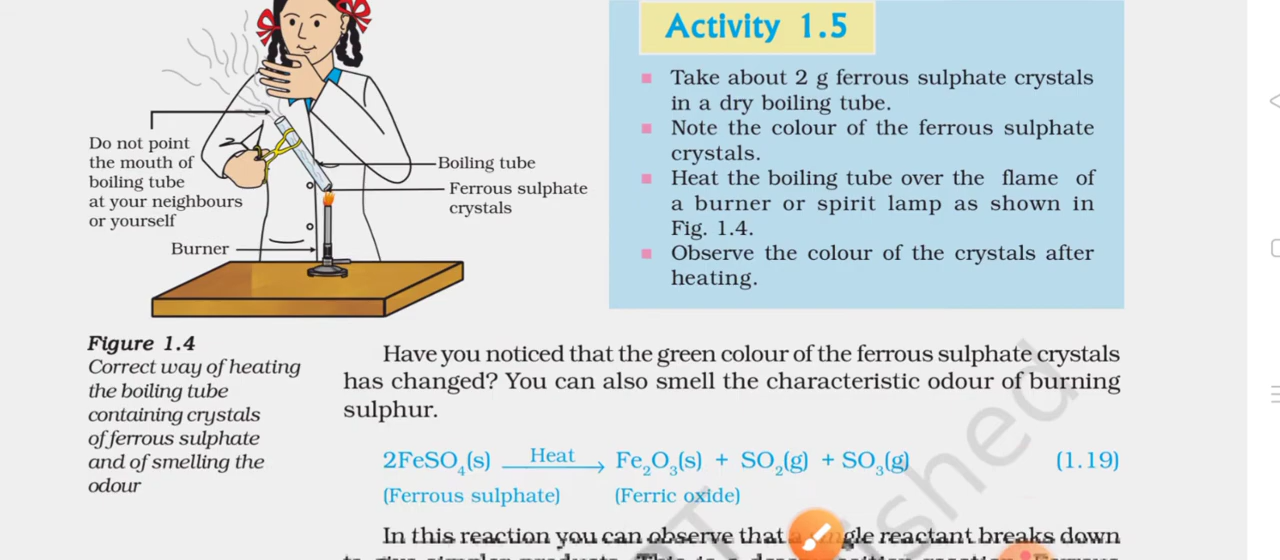 Activity 1.5
Take about 2 g ferrous sulphate crystals
in a dry boiling tube.
Note the colour of the ferrous sulphate
crystals.
Heat the boiling tube over the flame of
a burner or spirit lamp as shown in
Fig. 1.4.
Observe the colour of the crystals after
heating.
Do not point
the mouth of
boiling tube
at your neighbours
or yourself
Boiling tube
Ferrous sulphate
crystals
Burner
Figure 1.4
Correct way of heating
the boiling tube
containing crystals
of ferrous sulphate
and of smelling the
odour
Have you noticed that the green colour of the ferrous sulphate crystals
has changed? You can also smell the characteristic odour of burning
sulphur.
2FeSO₄(s) Heat → Fe₂O₃(s) + SO₂(g) + SO₃(g) (1.19)
(Ferrous sulphate) (Ferric oxide)
In this reaction you can observe that a reactant breaks down